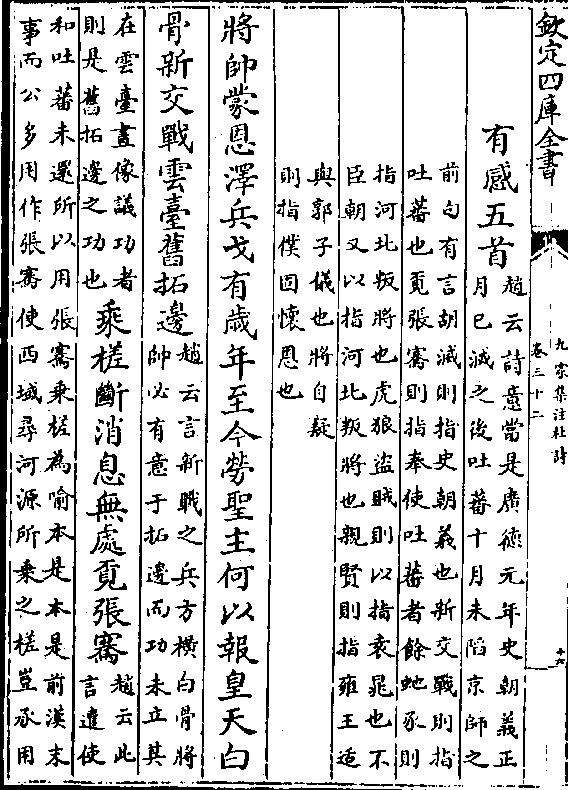 欽定四庫全書
九家集注杜詩
卷三十二
十六
有感五首
趙云詩意當是廣德元年史朝義正
月已滅之後吐蕃十月未陷京師之
前句有言胡滅則指史朝義也新交戰則指
吐蕃也覓張騫則指奉使吐蕃者餘虵豕則
指河北叛將也虎狼盜賊則以指袁晁也不
臣朝又以指河北叛將也親賢則指雍王适
與郭子儀也將自疑
則指僕固懷恩也
將帥蒙恩澤兵戈有歲年至今勞聖主何以報皇天白
骨新交戰雲臺舊拓邊
趙云言新戰之兵方横白骨將
帥必有意于拓邊而功未立其
在雲臺畫像議功者
則是舊拓邊之功也
乘槎斷消息無處覓張騫
趙云此
言遣使
和吐蕃未還所以用張騫乘槎為喻本是本是前漢末
事而公多用作張騫使西域尋河源所乘之槎豈承用